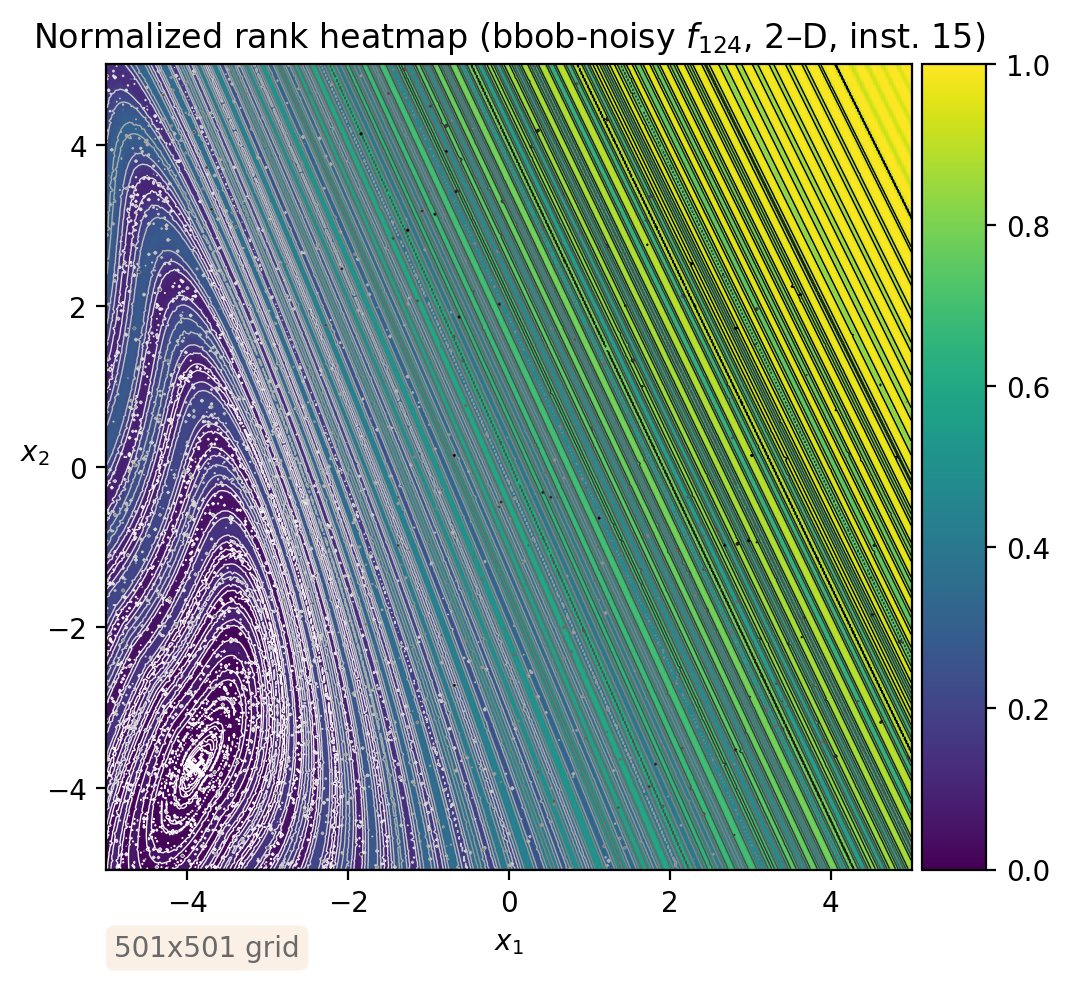 Normalized rank heatmap (bbob-noisy f₁₂₄, 2–D, inst. 15)
1.0
0.8
0.6
0.4
0.2
0.0
4
2
0
−2
−4
x₂
−4 −2 0 2 4
x₁
501x501 grid